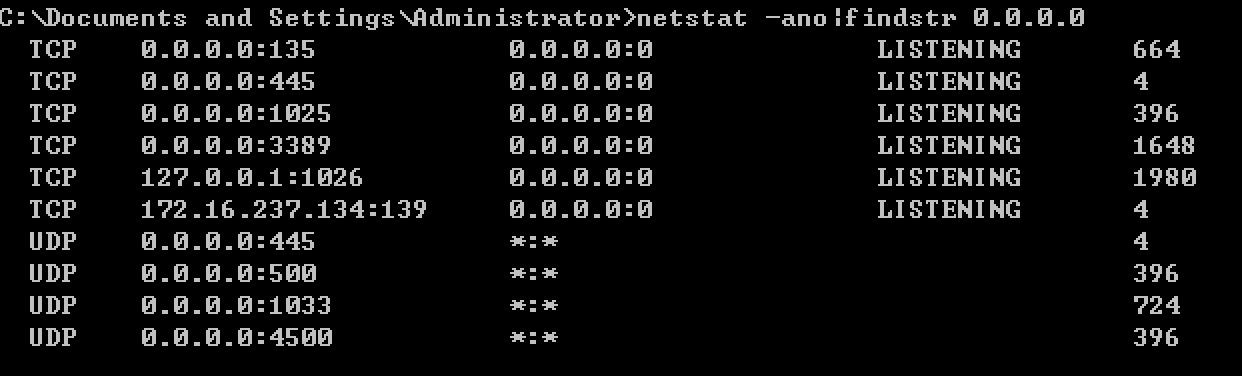 C:\Documents and Settings\Administrator>netstat -ano|findstr 0.0.0.0
TCP 0.0.0.0:135 0.0.0.0:0 LISTENING 664
TCP 0.0.0.0:445 0.0.0.0:0 LISTENING 4
TCP 0.0.0.0:1025 0.0.0.0:0 LISTENING 396
TCP 0.0.0.0:3389 0.0.0.0:0 LISTENING 1648
TCP 127.0.0.1:1026 0.0.0.0:0 LISTENING 1980
TCP 172.16.237.134:139 0.0.0.0:0 LISTENING 4
UDP 0.0.0.0:445 *:* 4
UDP 0.0.0.0:500 *:* 396
UDP 0.0.0.0:1033 *:* 724
UDP 0.0.0.0:4500 *:* 396